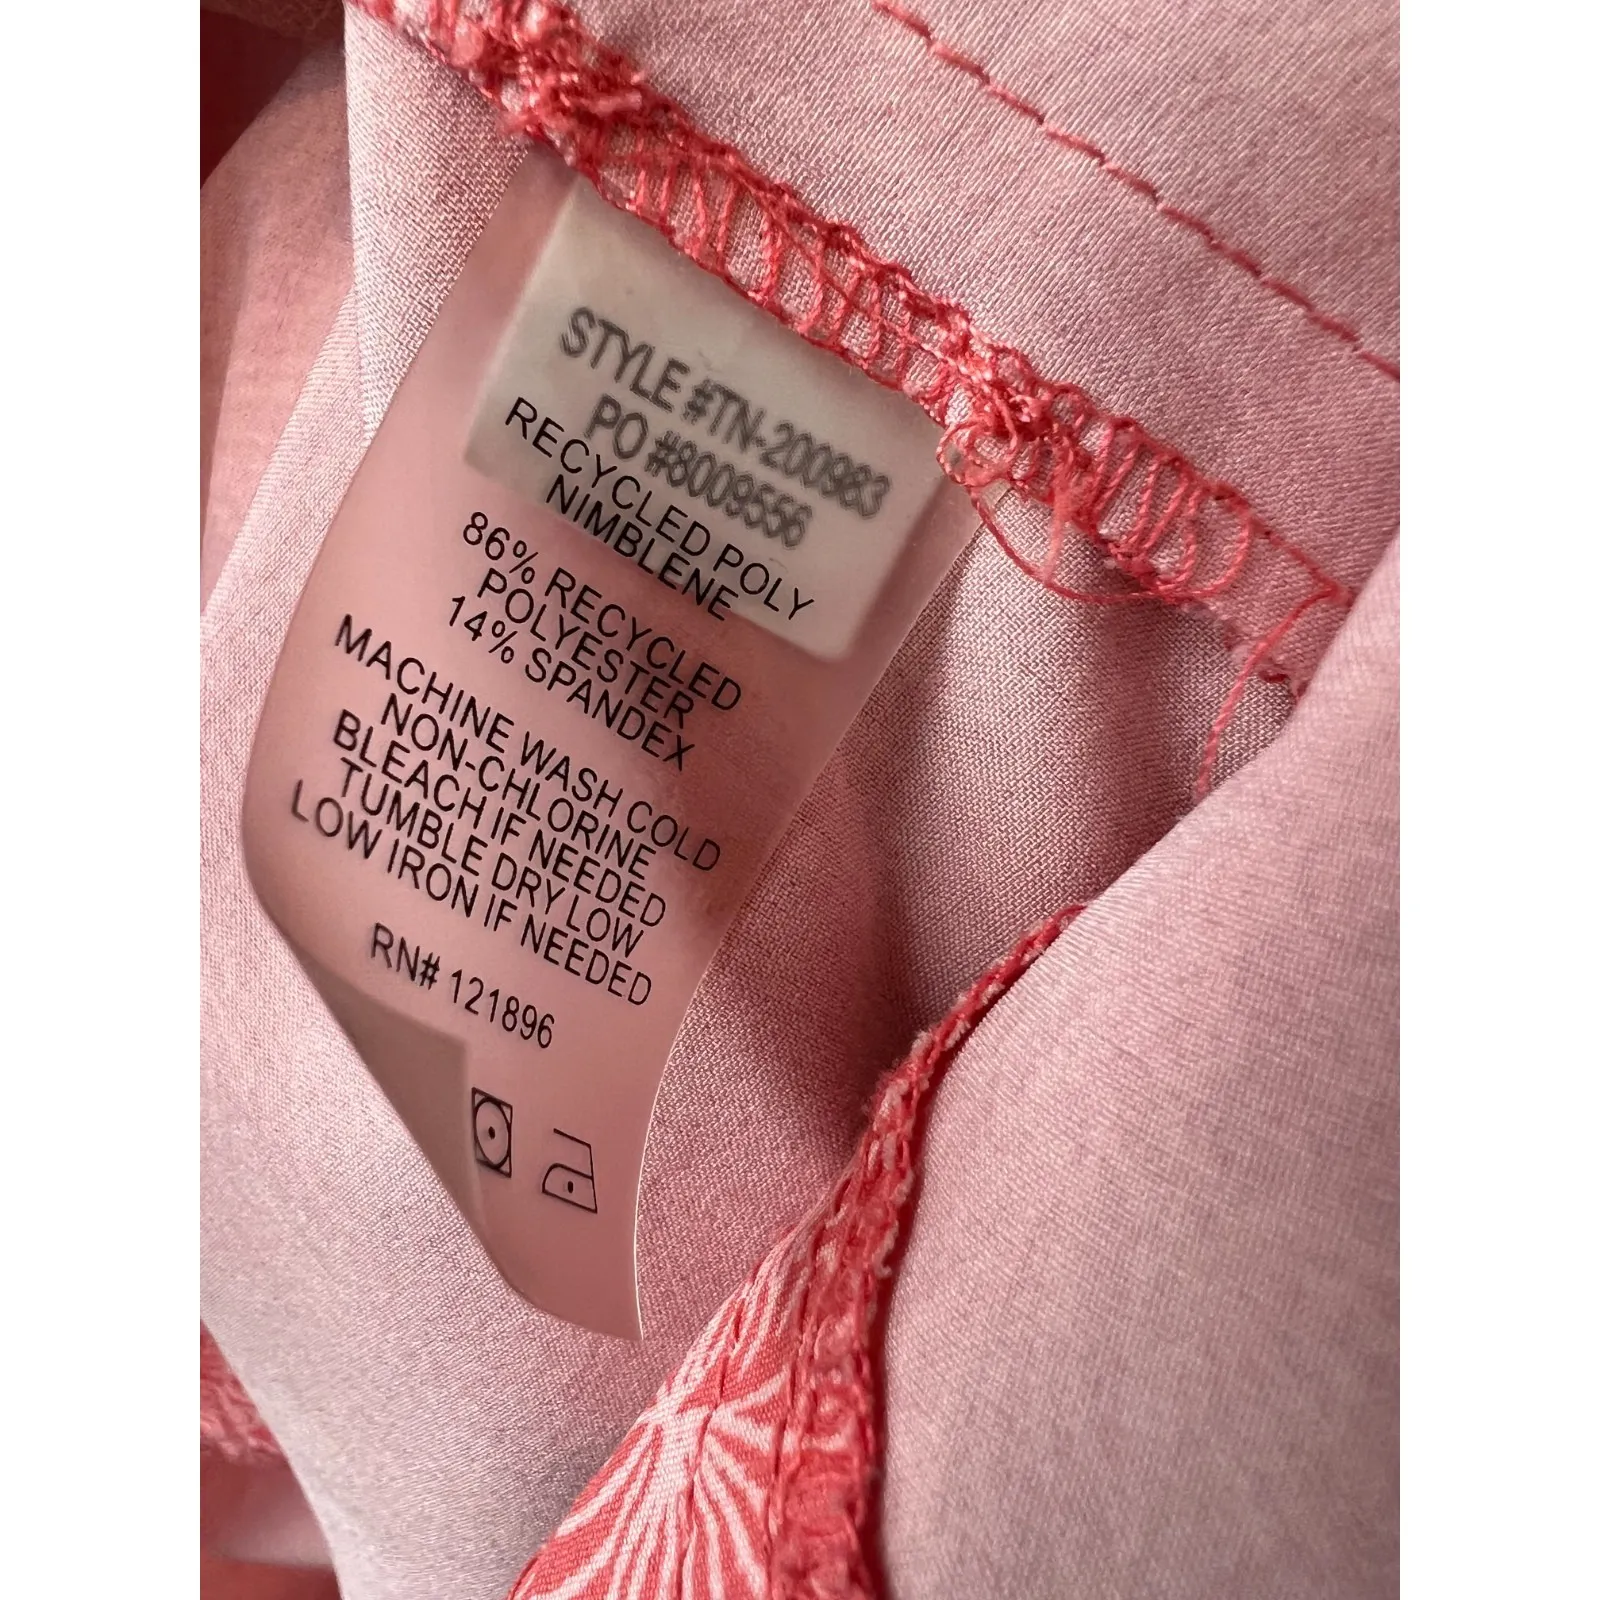 STYLE #TN-200983
PO #8009556
RECYCLED POLY
NIMBLENE
86% RECYCLED
POLYESTER
14% SPANDEX
MACHINE WASH COLD
NON-CHLORINE
BLEACH IF NEEDED
TUMBLE DRY LOW
LOW IRON IF NEEDED
RN# 121896